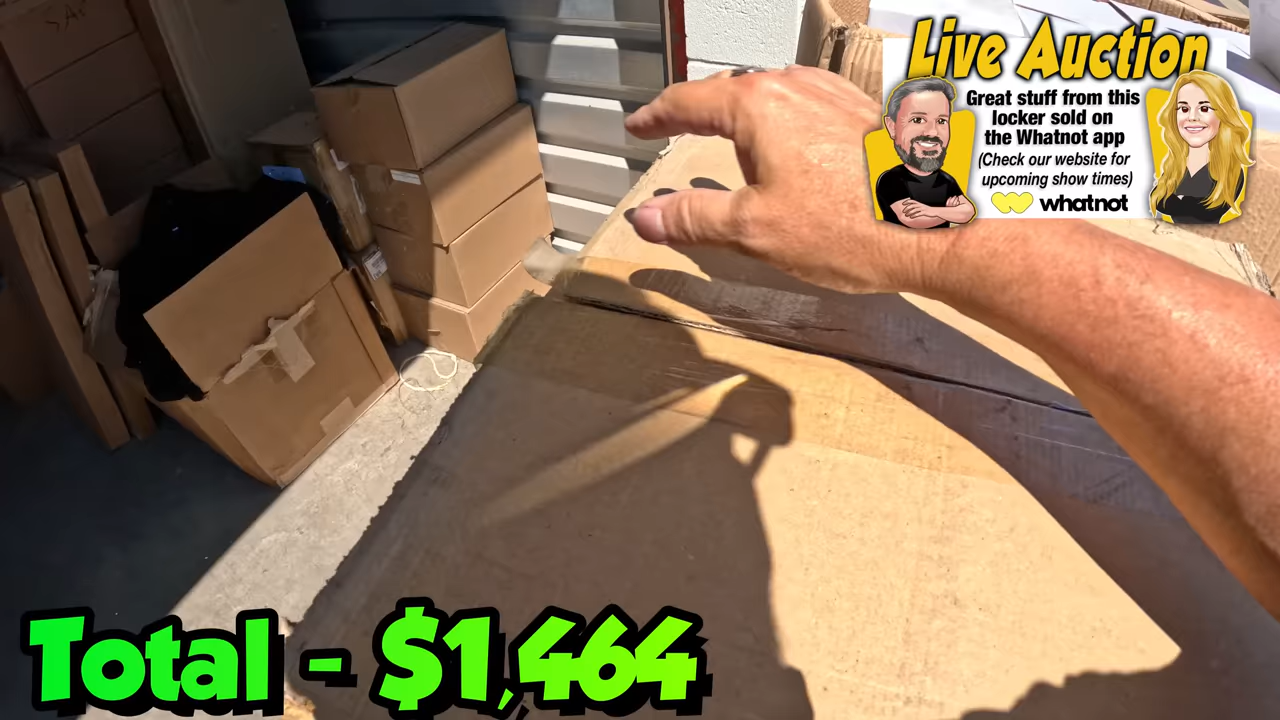 Live Auction
Great stuff from this
locker sold on
the Whatnot app
(Check our website for
upcoming show times)
whatnot
Total - $1,464